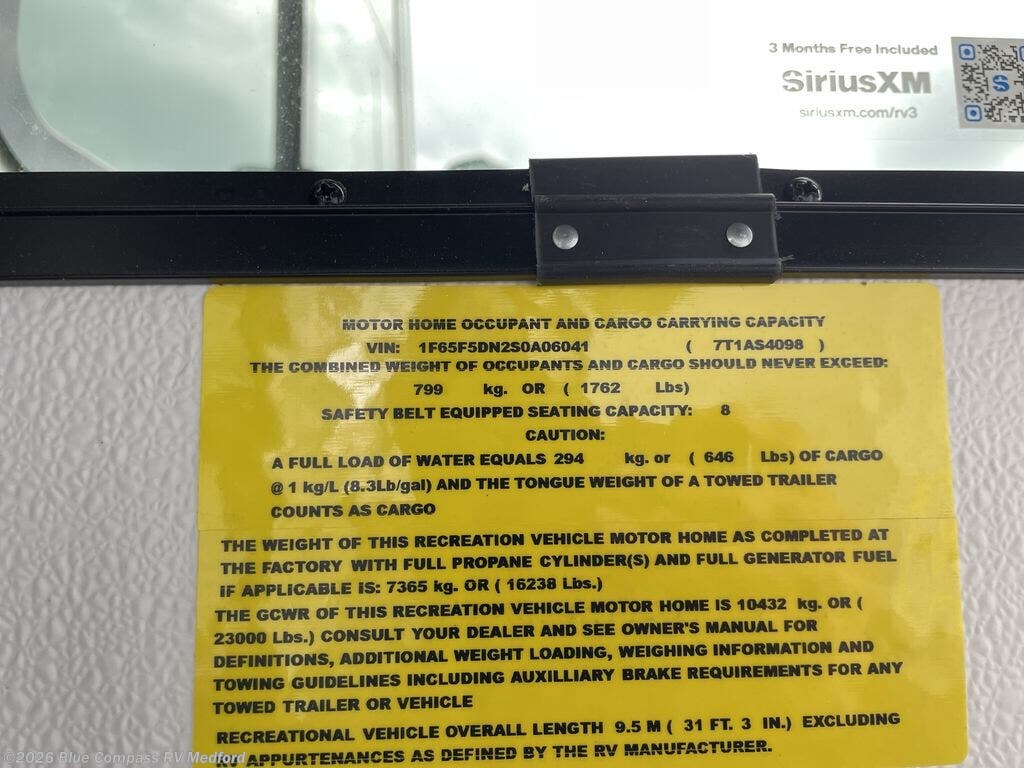 3 Months Free Included
SiriusXM
siriusxm.com/rv3
S
MOTOR HOME OCCUPANT AND CARGO CARRYING CAPACITY
VIN: 1F65F5DN2S0A06041 ( 7T1AS4098 )
THE COMBINED WEIGHT OF OCCUPANTS AND CARGO SHOULD NEVER EXCEED:
799 kg. OR ( 1762 Lbs)
SAFETY BELT EQUIPPED SEATING CAPACITY: 8
CAUTION:
A FULL LOAD OF WATER EQUALS 294 kg. or ( 646 Lbs) OF CARGO
@ 1 kg/L (8.3Lb/gal) AND THE TONGUE WEIGHT OF A TOWED TRAILER
COUNTS AS CARGO
THE WEIGHT OF THIS RECREATION VEHICLE MOTOR HOME AS COMPLETED AT
THE FACTORY WITH FULL PROPANE CYLINDER(S) AND FULL GENERATOR FUEL
IF APPLICABLE IS: 7365 kg. OR ( 16238 Lbs.)
THE GCWR OF THIS RECREATION VEHICLE MOTOR HOME IS 10432 kg. OR (
23000 Lbs.) CONSULT YOUR DEALER AND SEE OWNER'S MANUAL FOR
DEFINITIONS, ADDITIONAL WEIGHT LOADING, WEIGHING INFORMATION AND
TOWING GUIDELINES INCLUDING AUXILLIARY BRAKE REQUIREMENTS FOR ANY
TOWED TRAILER OR VEHICLE
RECREATIONAL VEHICLE OVERALL LENGTH 9.5 M ( 31 FT. 3 IN.) EXCLUDING
RV APPURTENANCES AS DEFINED BY THE RV MANUFACTURER.
©2026 Blue Compass RV Medford